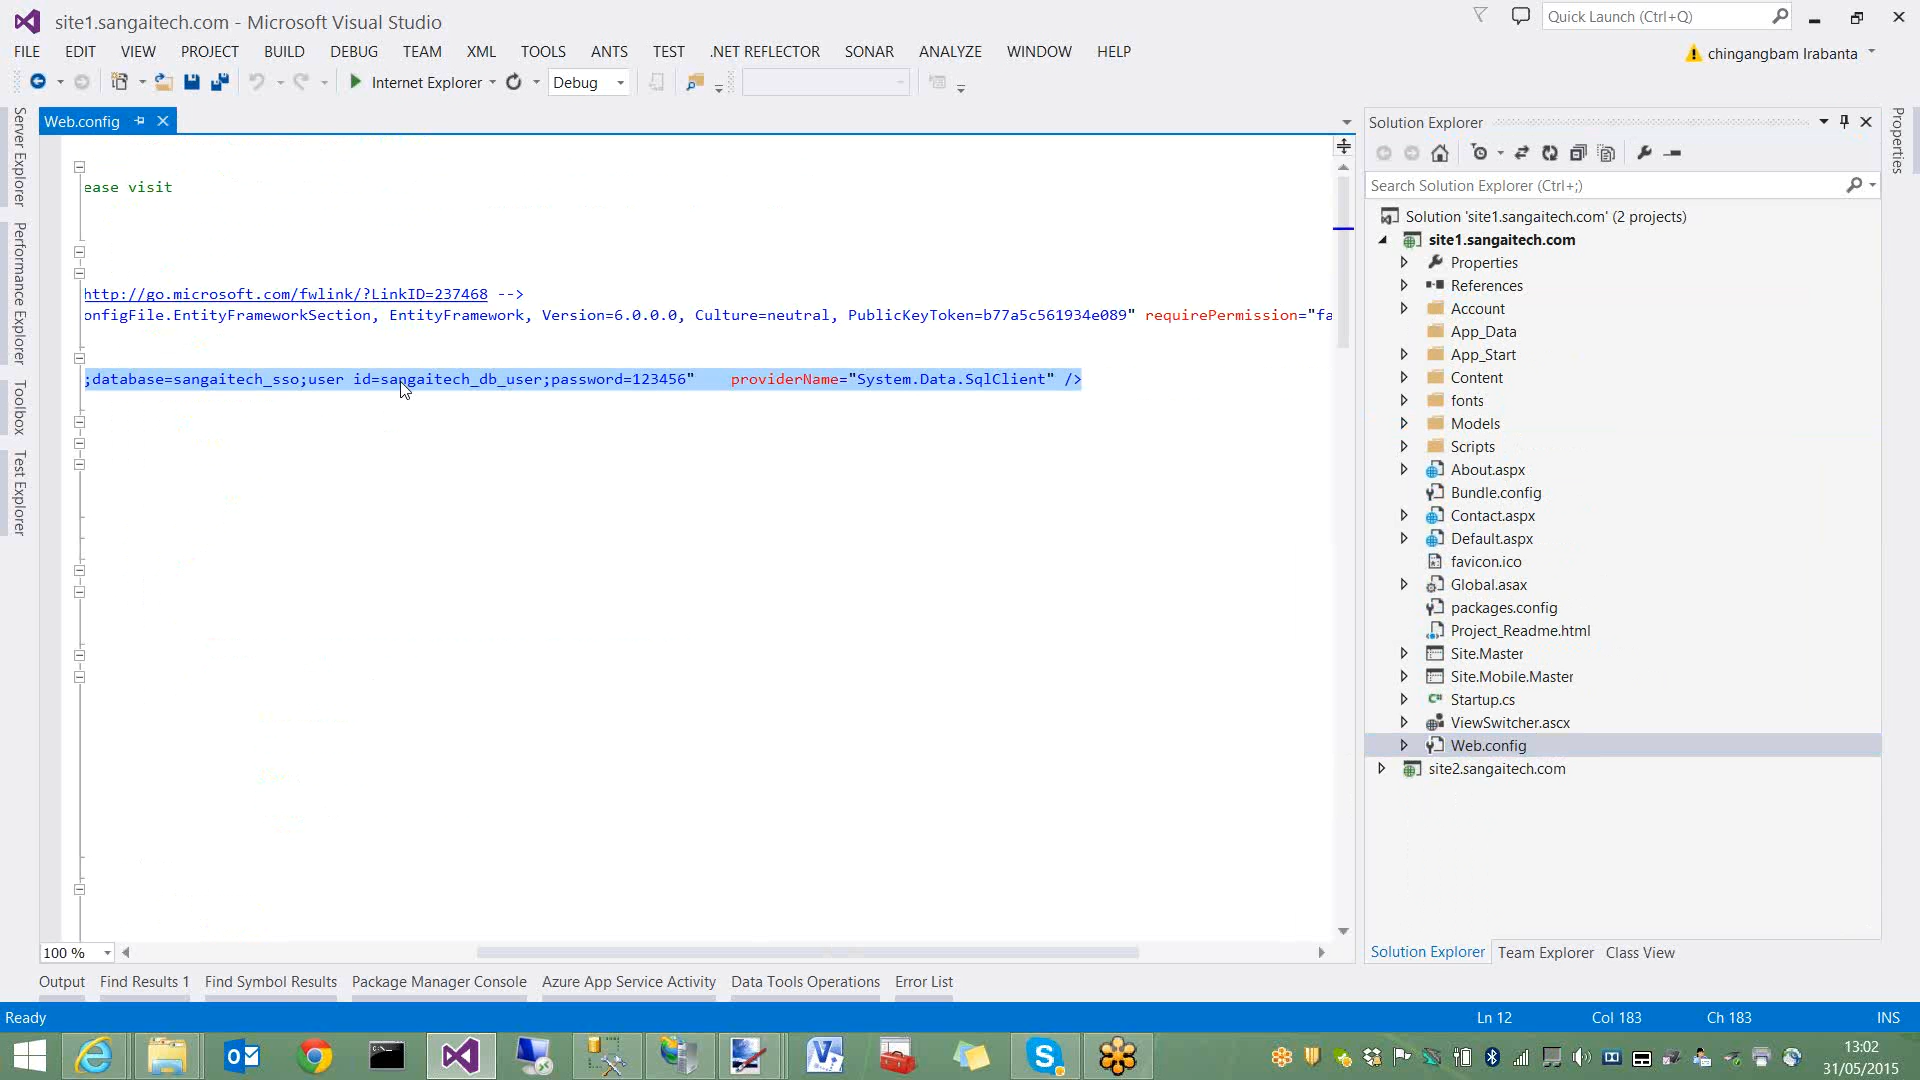 site1.sangaitech.com - Microsoft Visual Studio
Quick Launch (Ctrl+Q)
FILE EDIT VIEW PROJECT BUILD DEBUG TEAM XML TOOLS ANTS TEST .NET REFLECTOR SONAR ANALYZE WINDOW HELP
chingangbam Irabanta
Internet Explorer Debug
Server Explorer
Performance Explorer
Toolbox
Test Explorer
Web.config
ease visit
http://go.microsoft.com/fwlink/?LinkID=237468 -->
onfigFile.EntityFrameworkSection, EntityFramework, Version=6.0.0.0, Culture=neutral, PublicKeyToken=b77a5c561934e089" requirePermission="fa
;database=sangaitech_sso;user id=sangaitech_db_user;password=123456" providerName="System.Data.SqlClient" />
100 %
Solution Explorer
Properties
Search Solution Explorer (Ctrl+;)
Solution 'site1.sangaitech.com' (2 projects)
site1.sangaitech.com
Properties
References
Account
App_Data
App_Start
Content
fonts
Models
Scripts
About.aspx
Bundle.config
Contact.aspx
Default.aspx
favicon.ico
Global.asax
packages.config
Project_Readme.html
Site.Master
Site.Mobile.Master
Startup.cs
ViewSwitcher.ascx
Web.config
site2.sangaitech.com
Solution Explorer Team Explorer Class View
Output Find Results 1 Find Symbol Results Package Manager Console Azure App Service Activity Data Tools Operations Error List
Ready Ln 12 Col 183 Ch 183 INS
13:02
31/05/2015